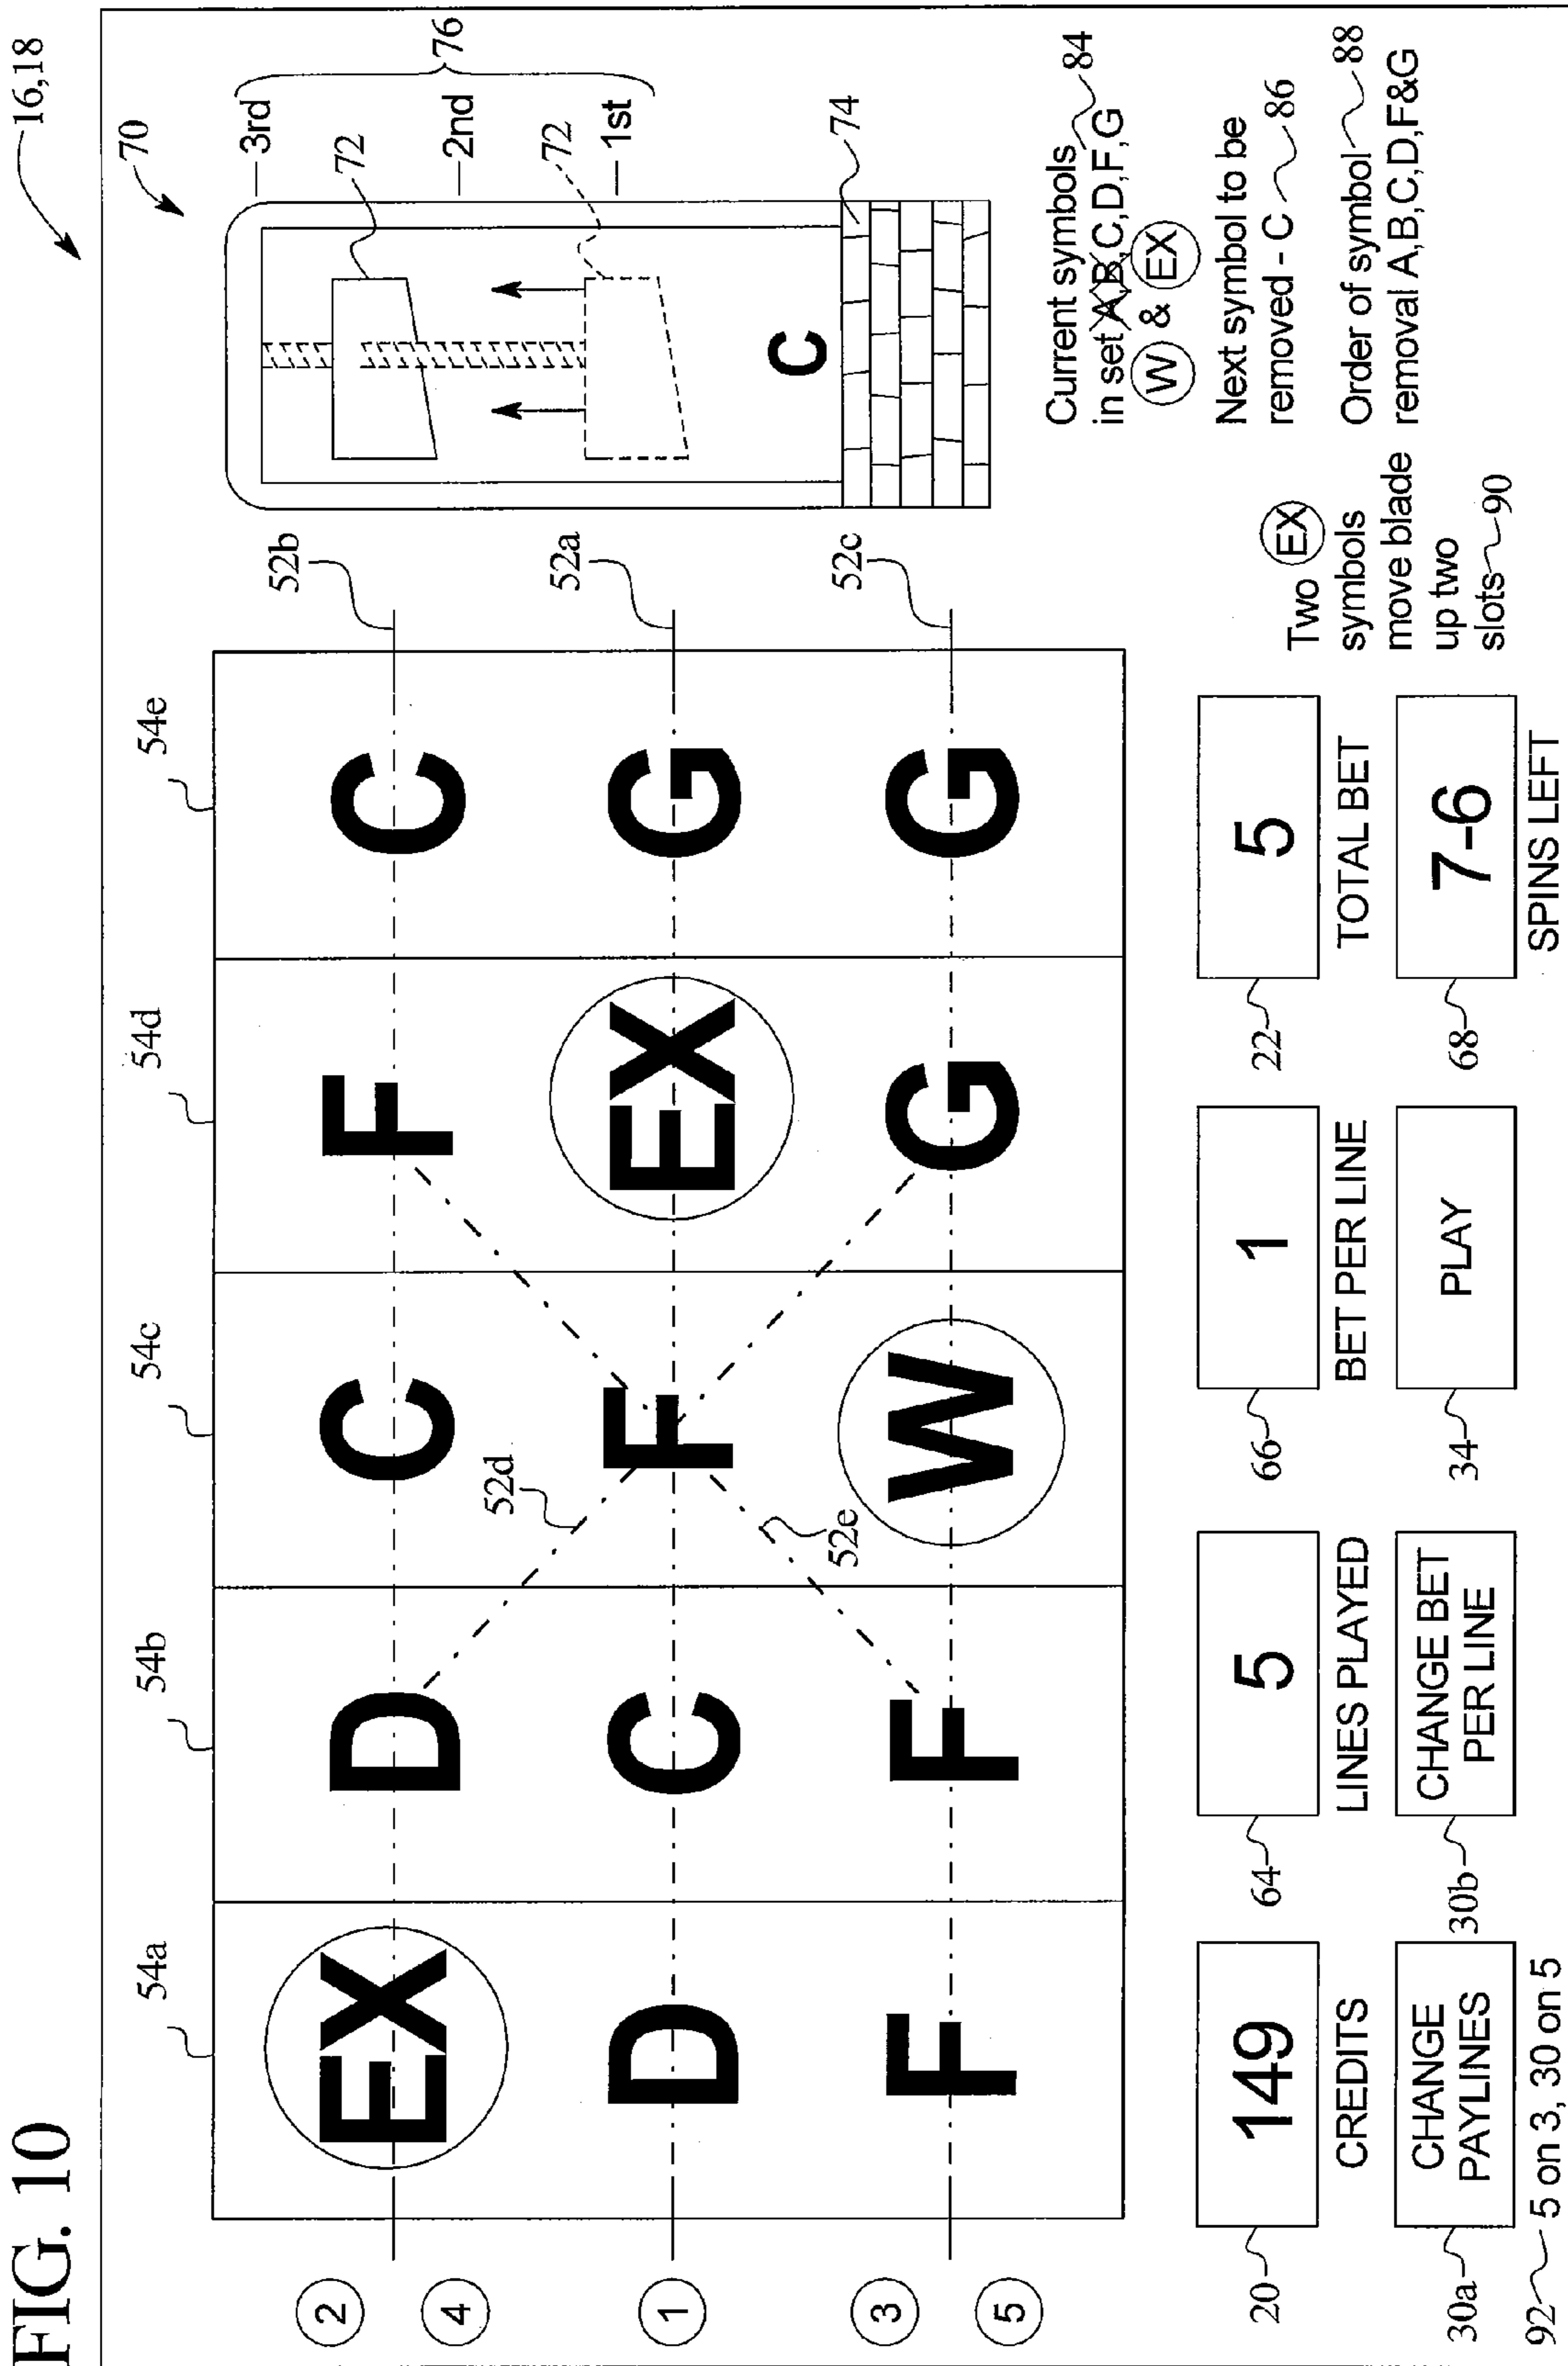 FIG. 10
16,18
54a
54b
54c
54d
54e
70
2
EX
D
C
F
C
52b
4
1
D
C
F
EX
G
52a
3
F
F
W
G
G
52c
5
52d
52e
3rd
72
2nd
76
72
1st
C
74
Current symbols
in set A,B,C,D,F,G
84
W & EX
Next symbol to be
removed - C
86
Order of symbol
88
removal A,B,C,D,F&G
Two EX
symbols
move blade
up two
slots
90
20
149
CREDITS
64
5
LINES PLAYED
66
1
BET PER LINE
22
5
TOTAL BET
30a
CHANGE
PAYLINES
30b
CHANGE BET
PER LINE
34
PLAY
68
7-6
SPINS LEFT
92
5 on 3, 30 on 5